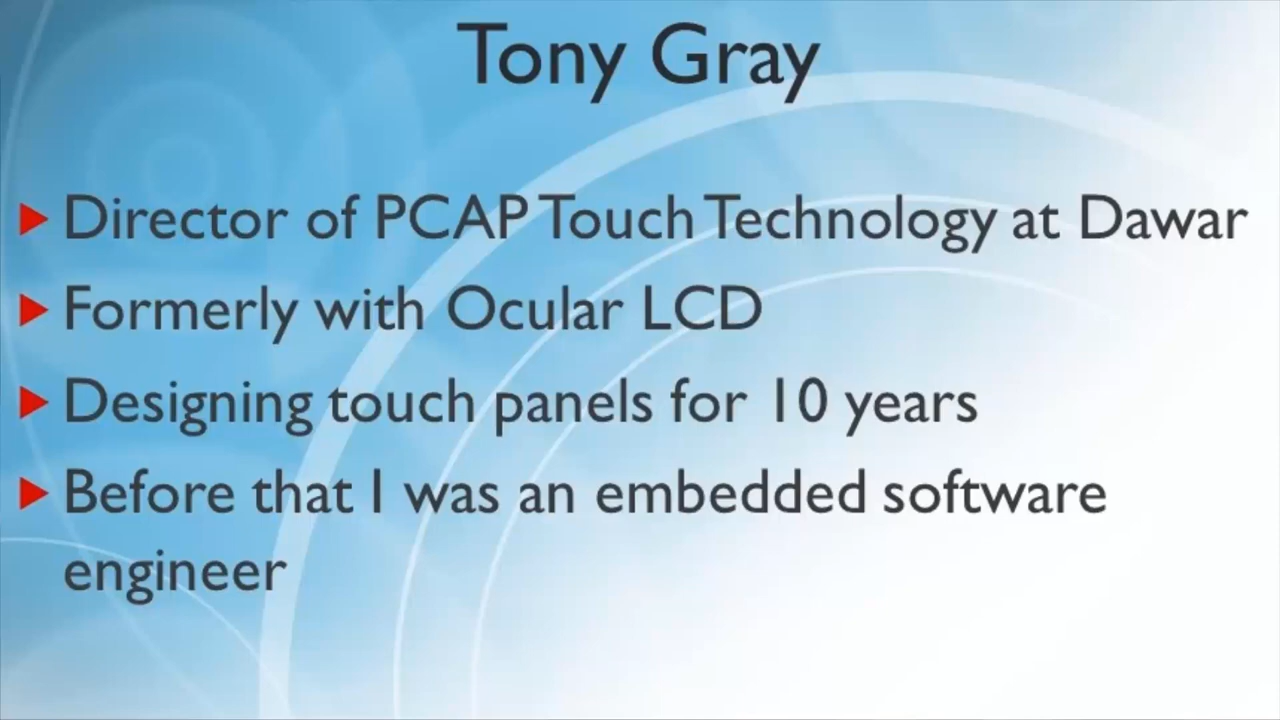 Tony Gray
Director of PCAP Touch Technology at Dawar
Formerly with Ocular LCD
Designing touch panels for 10 years
Before that I was an embedded software
engineer